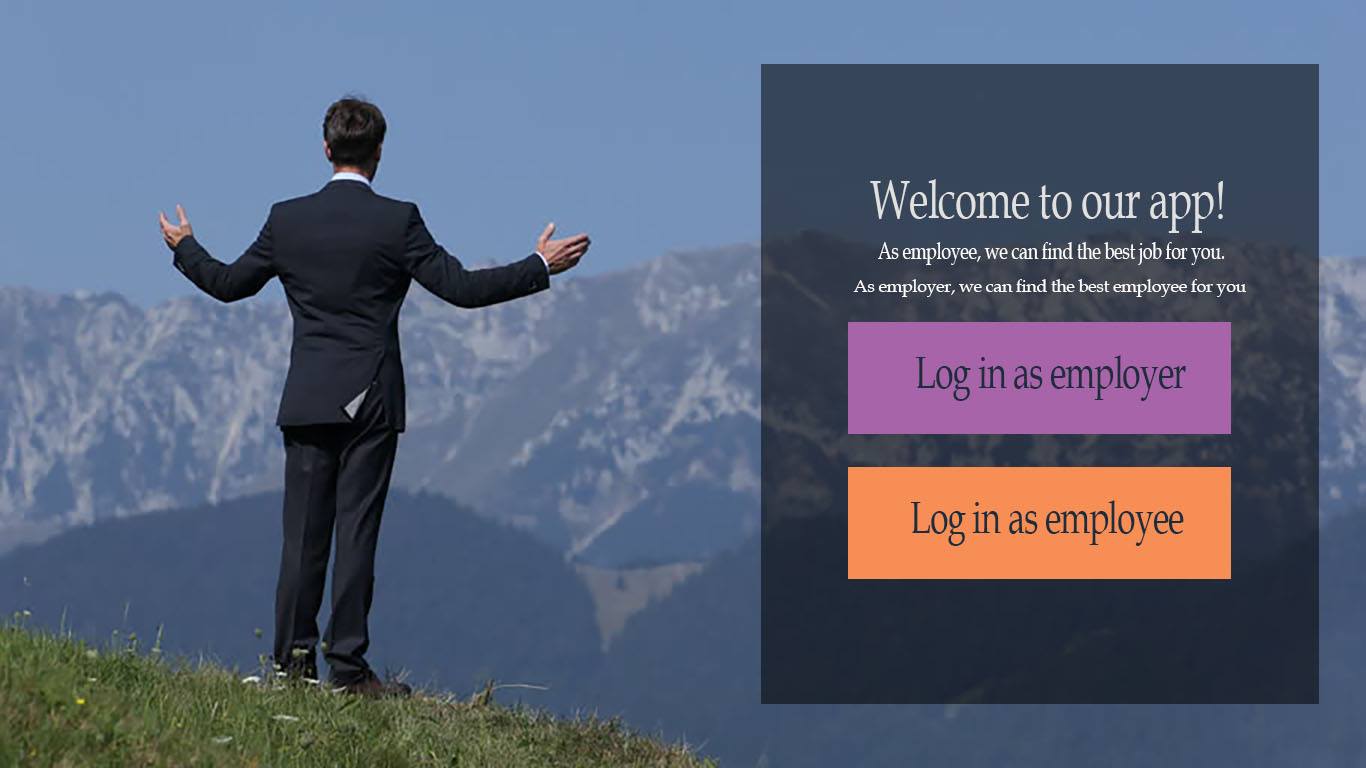 Welcome to our app!
As employee, we can find the best job for you.
As employer, we can find the best employee for you
Log in as employer
Log in as employee